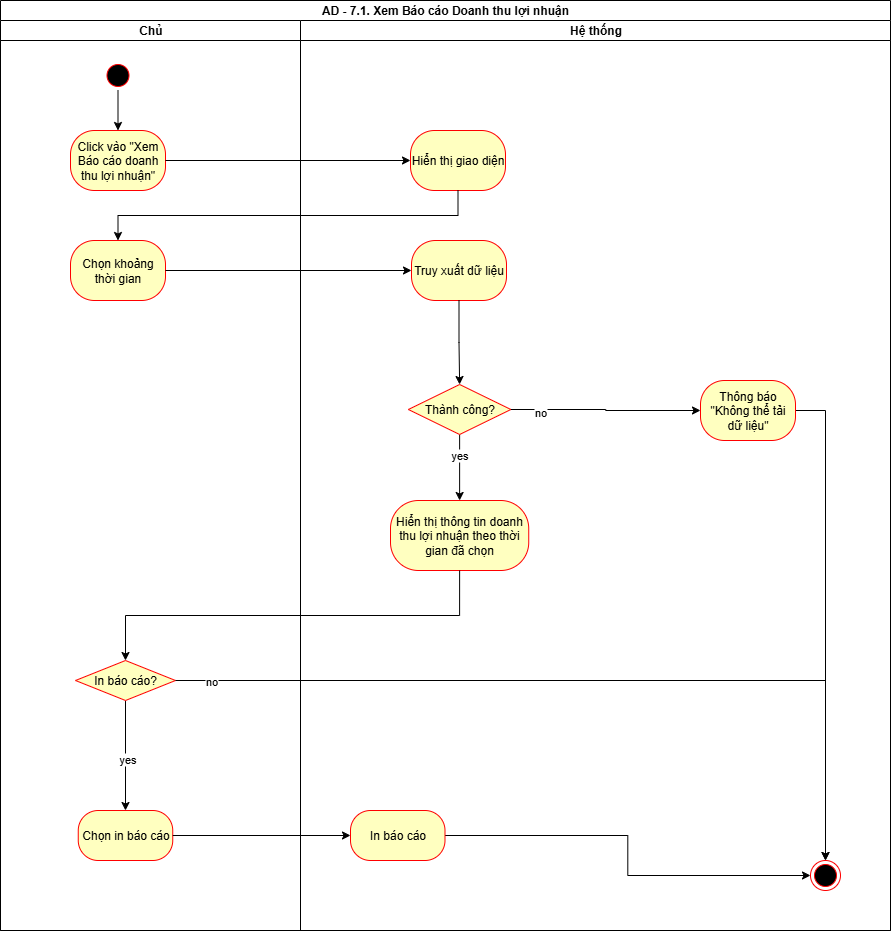 AD - 7.1. Xem Báo cáo Doanh thu lợi nhuận
Chủ
Hệ thống
Click vào "Xem
Báo cáo doanh
thu lợi nhuận"
Hiển thị giao diện
Chọn khoảng
thời gian
Truy xuất dữ liệu
Thành công?
no
Thông báo
"Không thể tải
dữ liệu"
yes
Hiển thị thông tin doanh
thu lợi nhuận theo thời
gian đã chọn
In báo cáo?
no
yes
Chọn in báo cáo
In báo cáo